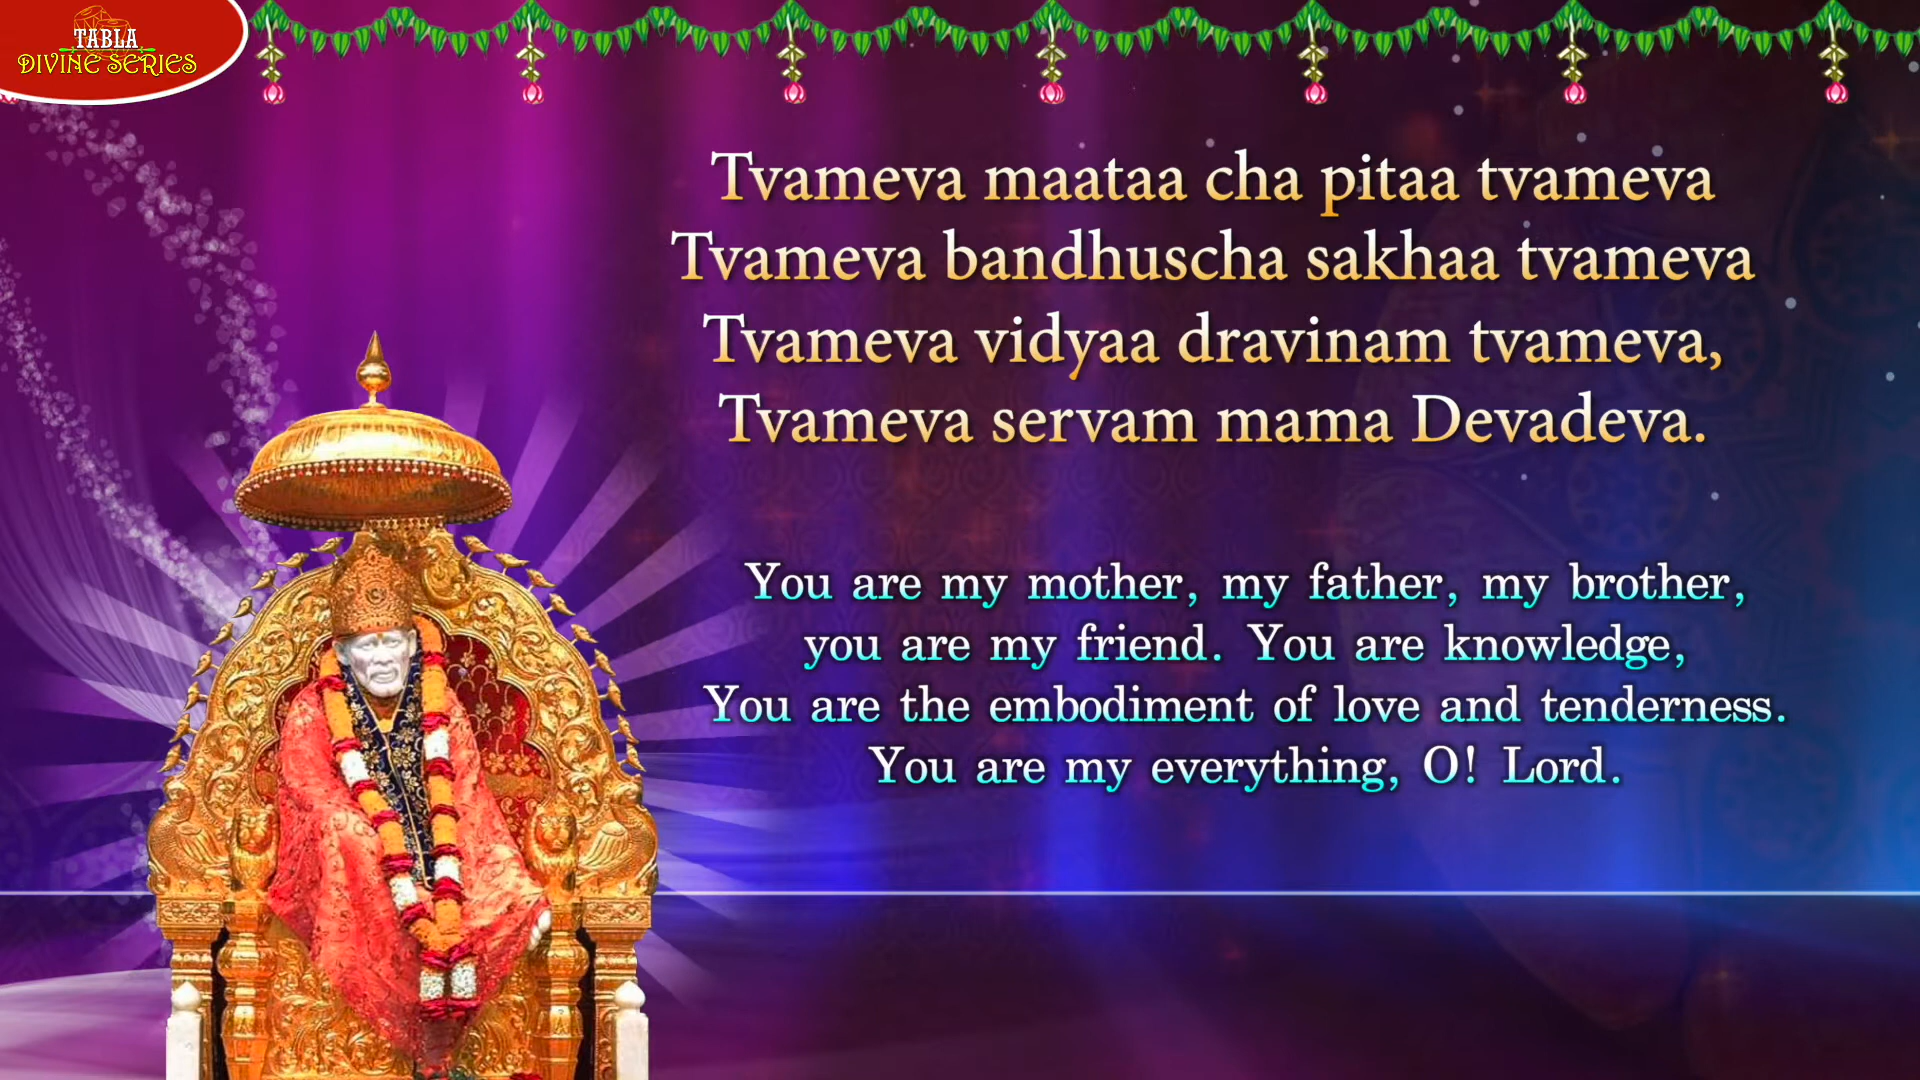 TABLA
DIVINE SERIES
Tvameva maataa cha pitaa tvameva
Tvameva bandhuscha sakhaa tvameva
Tvameva vidyaa dravinam tvameva,
Tvameva servam mama Devadeva.
You are my mother, my father, my brother,
you are my friend. You are knowledge,
You are the embodiment of love and tenderness.
You are my everything, O! Lord.